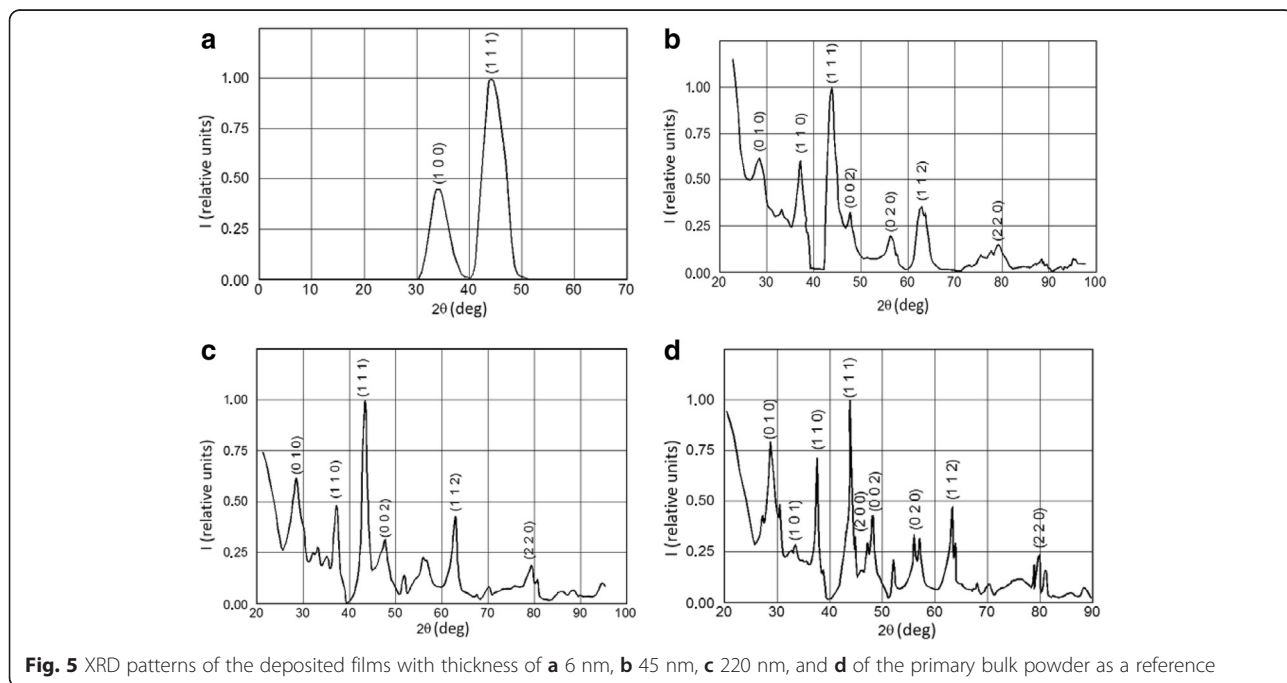 a
I (relative units)
1.00
0.75
0.50
0.25
0.00
(1 0 0)
(1 1 1)
0 10 20 30 40 50 60 70
2θ (deg)
b
I (relative units)
1.00
0.75
0.50
0.25
0.00
(0 1 0)
(1 1 0)
(1 1 1)
(0 0 2)
(0 2 0)
(1 1 2)
(2 2 0)
20 30 40 50 60 70 80 90 100
2θ (deg)
c
I (relative units)
1.00
0.75
0.50
0.25
0.00
(0 1 0)
(1 1 0)
(1 1 1)
(0 0 2)
(1 1 2)
(2 2 0)
20 30 40 50 60 70 80 90 100
2θ (deg)
d
I (relative units)
1.00
0.75
0.50
0.25
0.00
(0 1 0)
(1 0 1)
(1 1 0)
(1 1 1)
(2 0 0)
(0 0 2)
(0 2 0)
(1 1 2)
(2 2 0)
20 30 40 50 60 70 80 90
2θ (deg)
Fig. 5 XRD patterns of the deposited films with thickness of a 6 nm, b 45 nm, c 220 nm, and d of the primary bulk powder as a reference